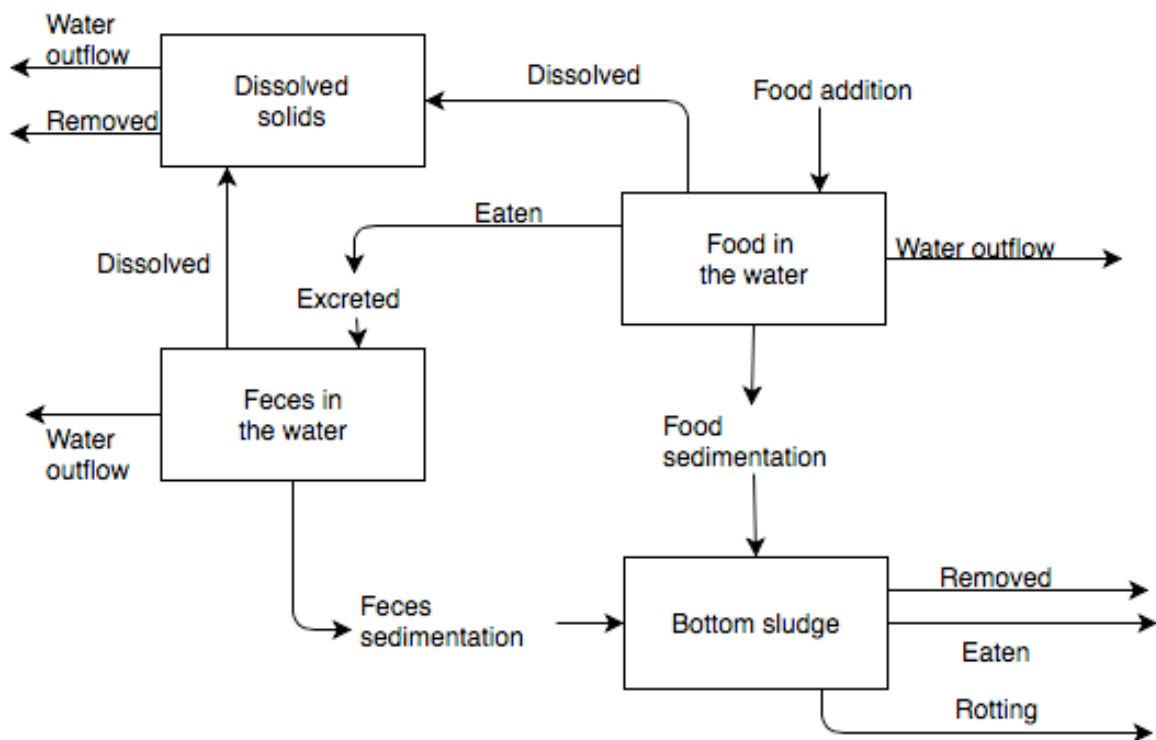 Water
outflow
Removed
Dissolved
solids
Dissolved
Food addition
Eaten
Food in
the water
Water outflow
Dissolved
Excreted
Feces in
the water
Water
outflow
Food
sedimentation
Feces
sedimentation
Bottom sludge
Removed
Eaten
Rotting